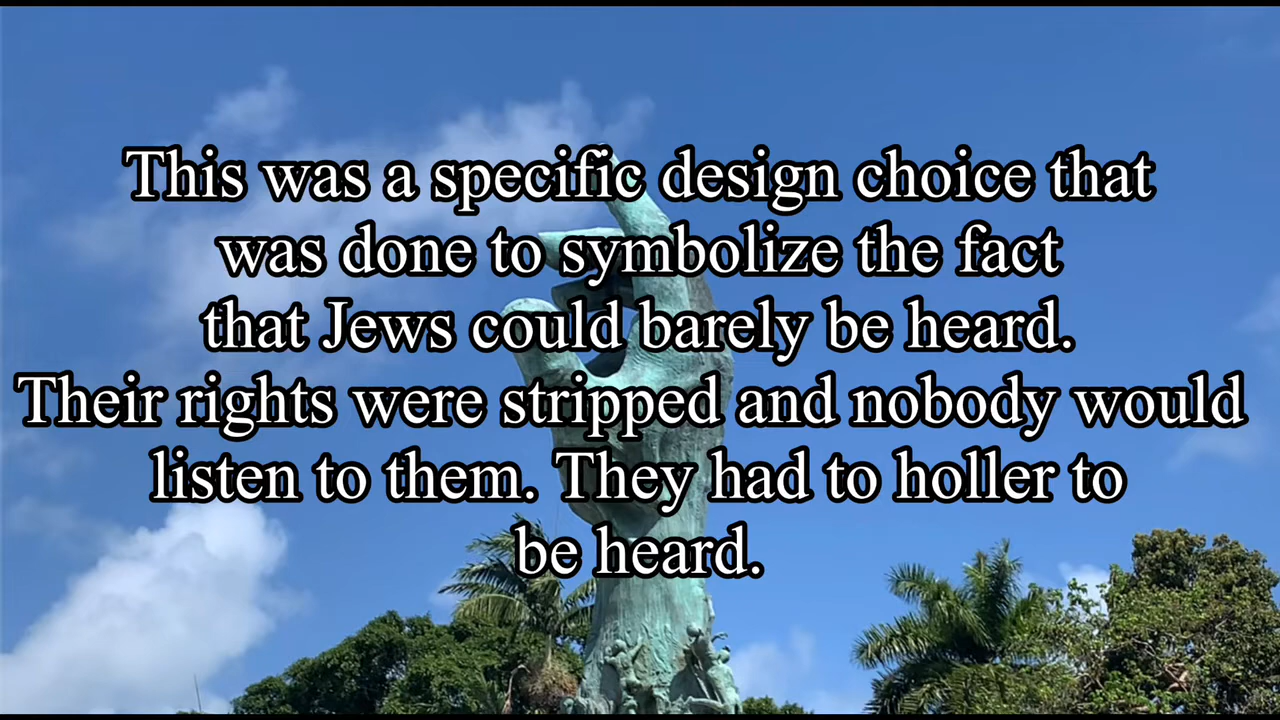 This was a specific design choice that
was done to symbolize the fact
that Jews could barely be heard.
Their rights were stripped and nobody would
listen to them. They had to holler to
be heard.